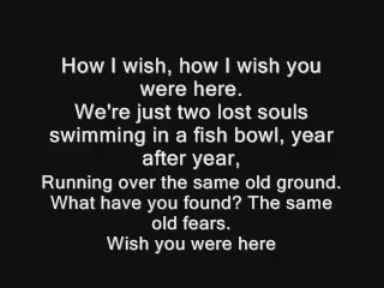 How I wish, how I wish you
were here.
We're just two lost souls
swimming in a fish bowl, year
after year,
Running over the same old ground.
What have you found? The same
old fears.
Wish you were here